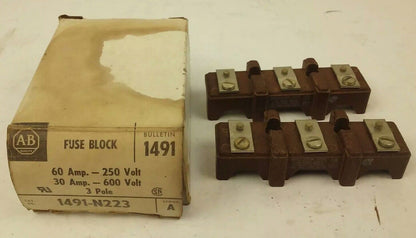 AB
FUSE BLOCK
BULLETIN
1491
60 Amp. — 250 Volt
30 Amp. — 600 Volt
3 Pole
1491-N223
A